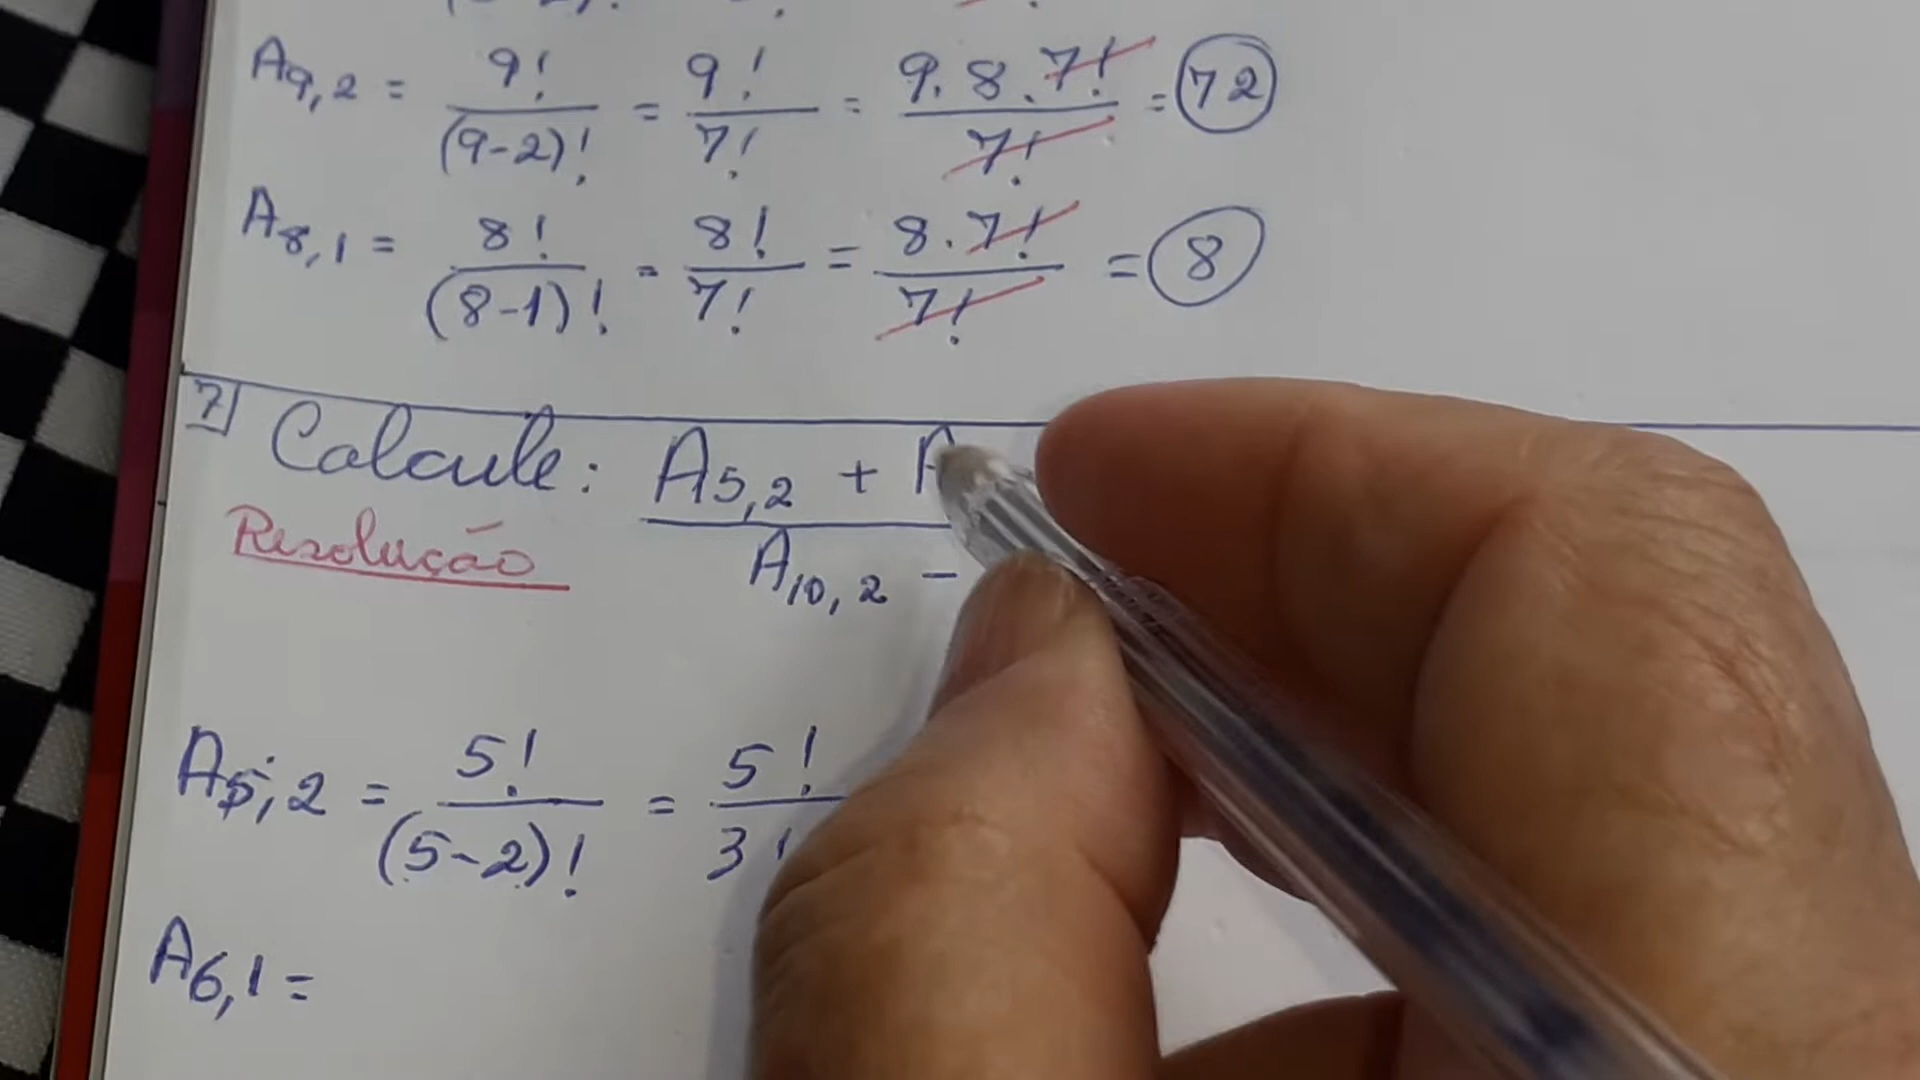 A9,2 = 9!/(9-2)! = 9!/7! = 9.8.7!/7! = 72
A8,1 = 8!/(8-1)! = 8!/7! = 8.7!/7! = 8
7] Calcule: A5,2 + A / A10,2 -
Resolução
A5,2 = 5!/(5-2)! = 5!/3!
A6,1 =